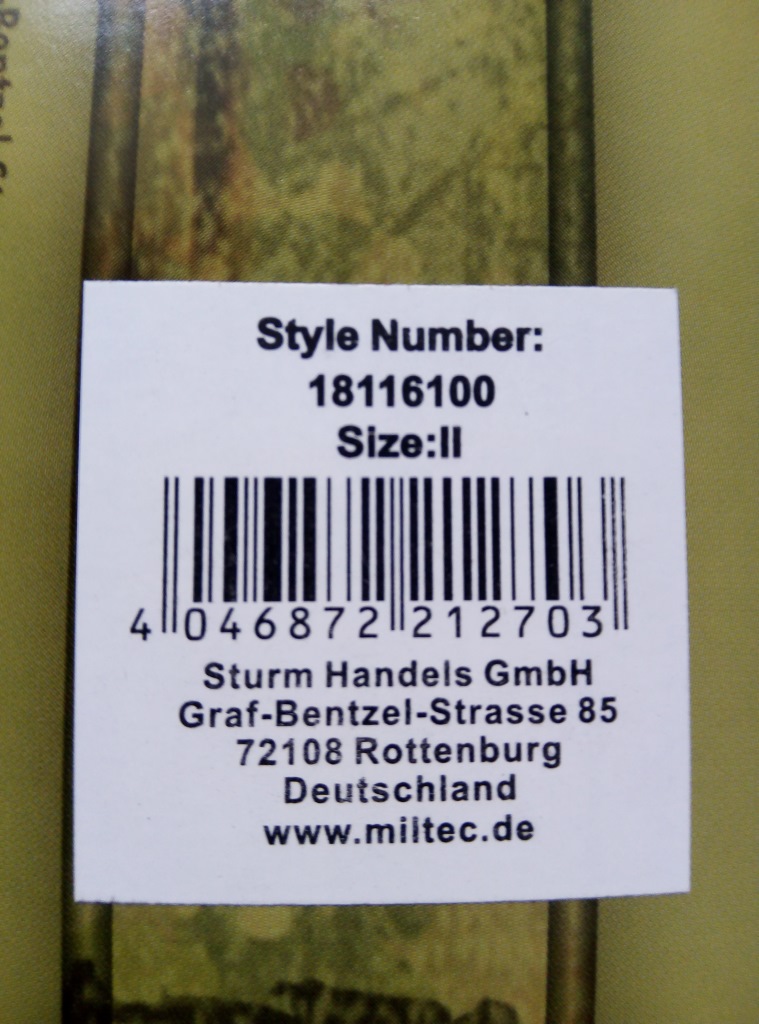 Style Number:
18116100
Size:II
4 046872 212703
Sturm Handels GmbH
Graf-Bentzel-Strasse 85
72108 Rottenburg
Deutschland
www.miltec.de